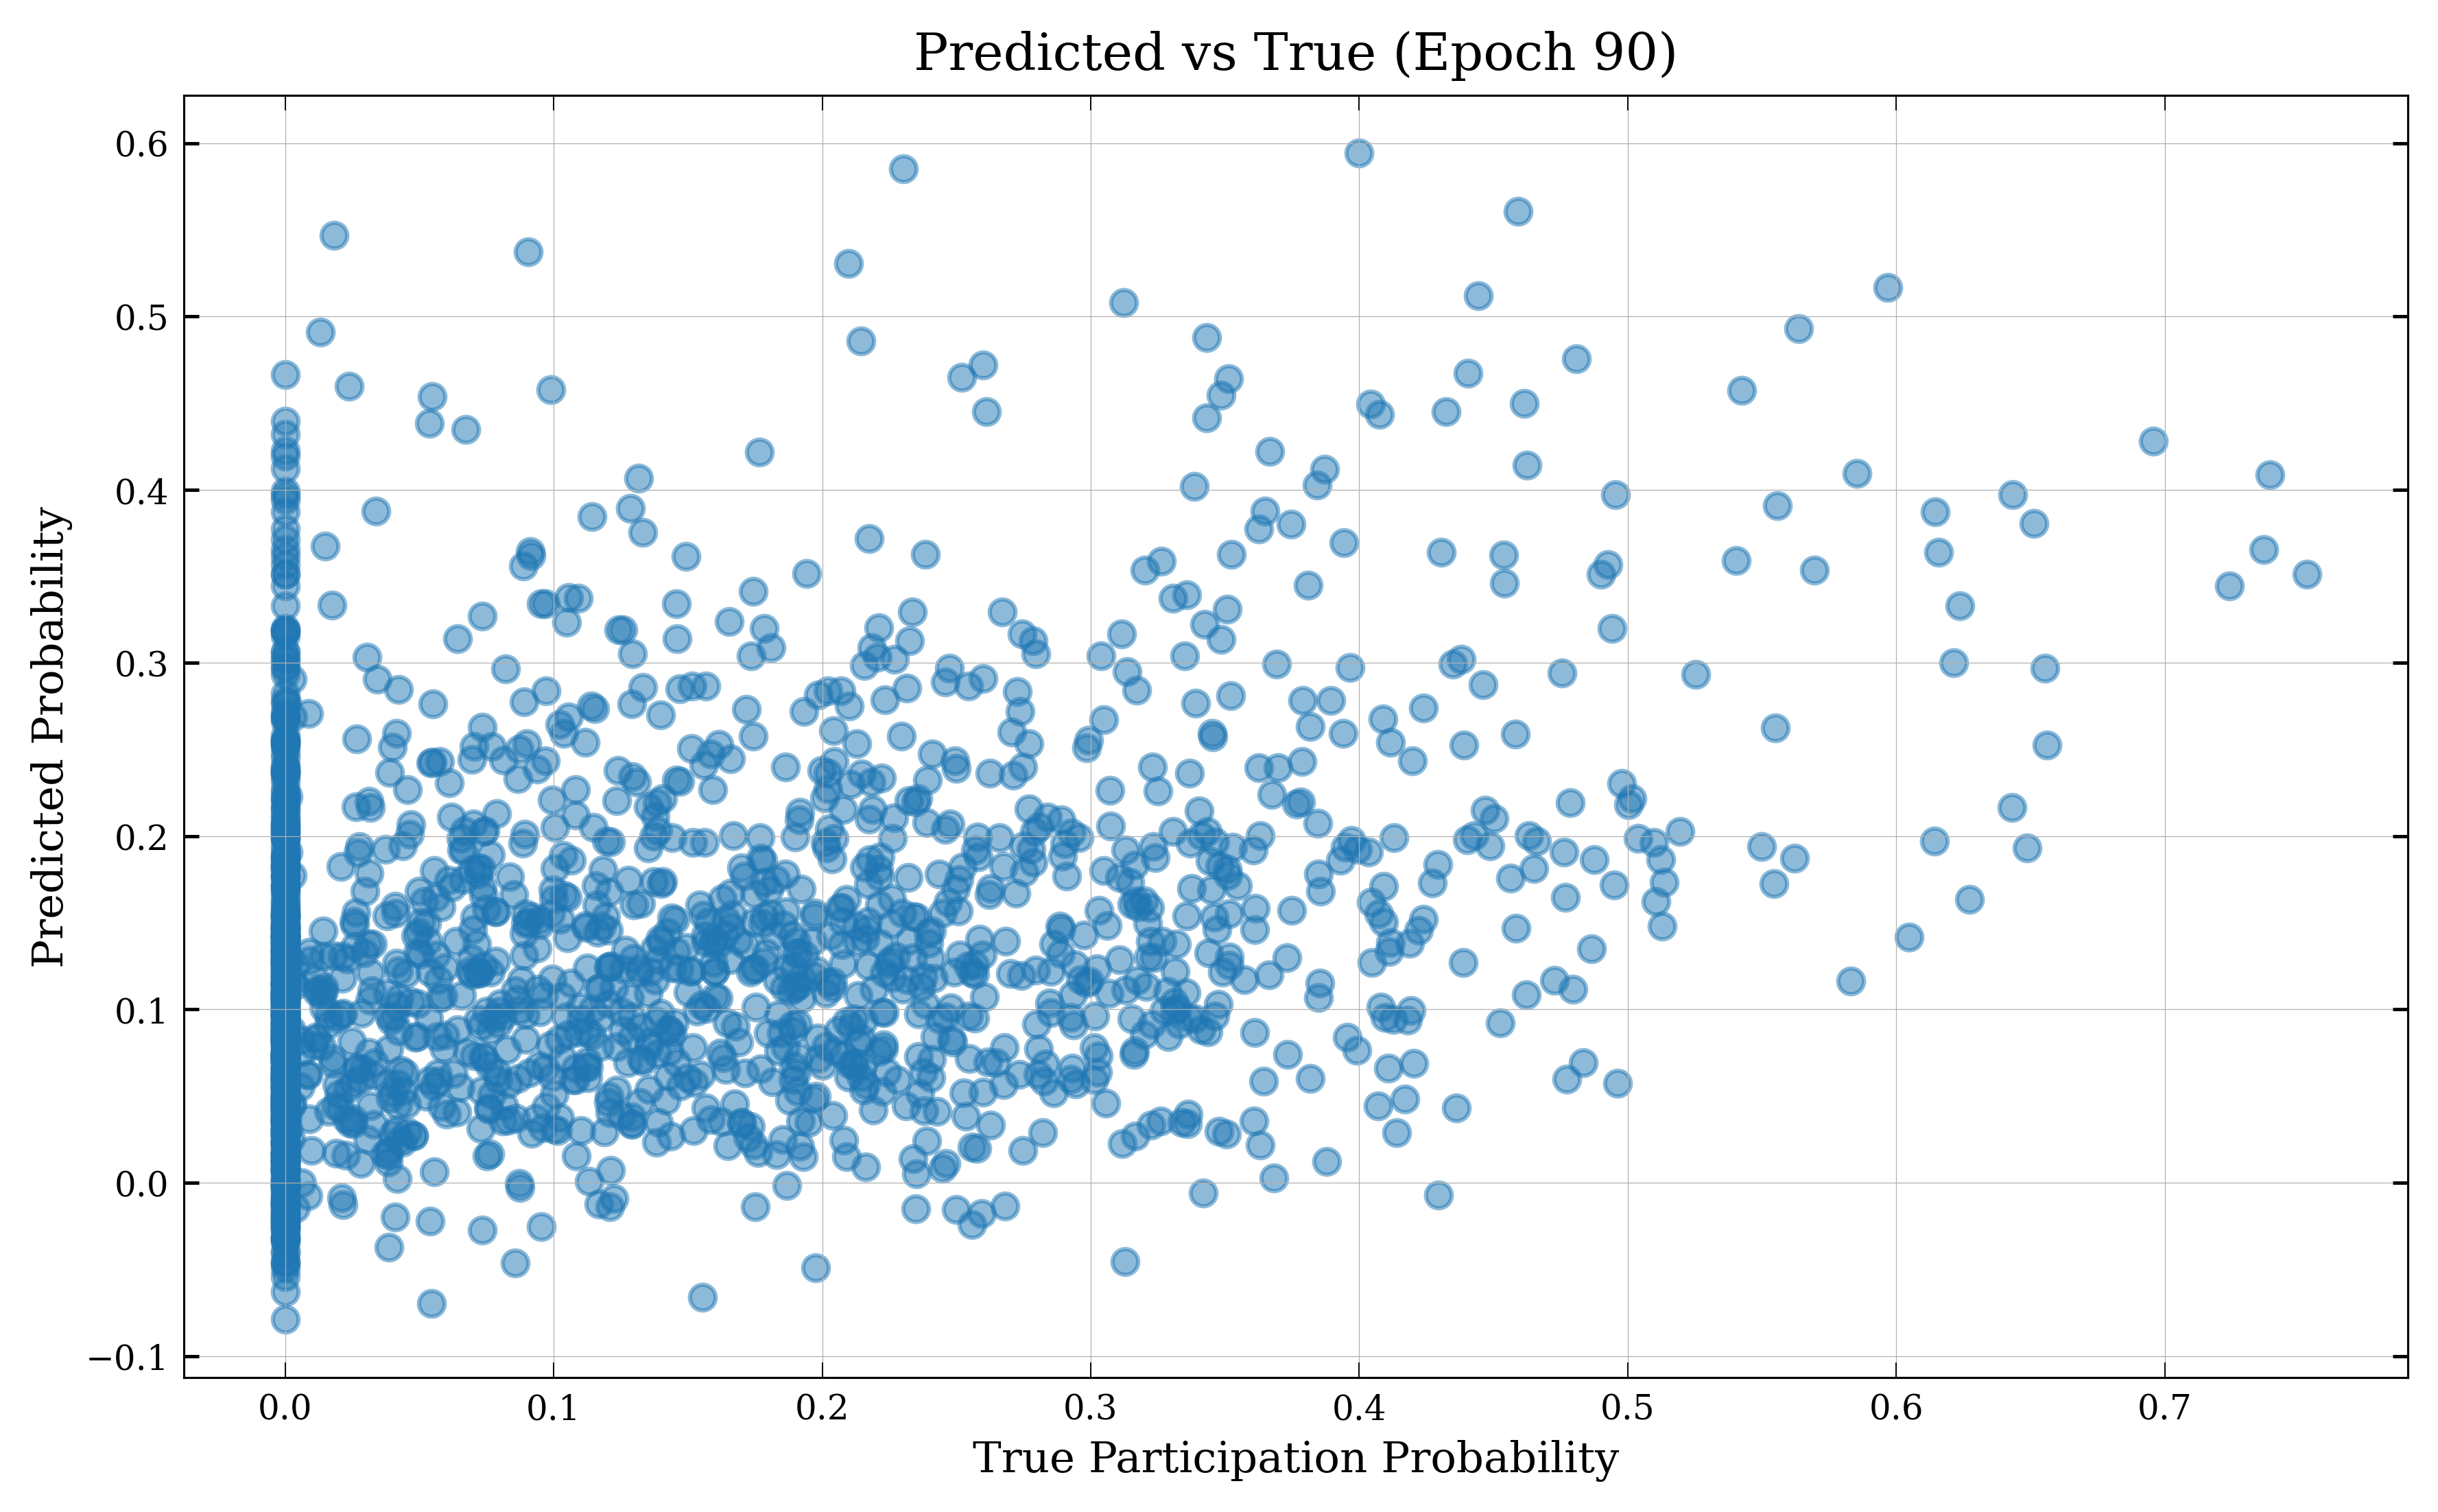 Predicted vs True (Epoch 90)
Predicted Probability
0.6
0.5
0.4
0.3
0.2
0.1
0.0
−0.1
0.0 0.1 0.2 0.3 0.4 0.5 0.6 0.7
True Participation Probability